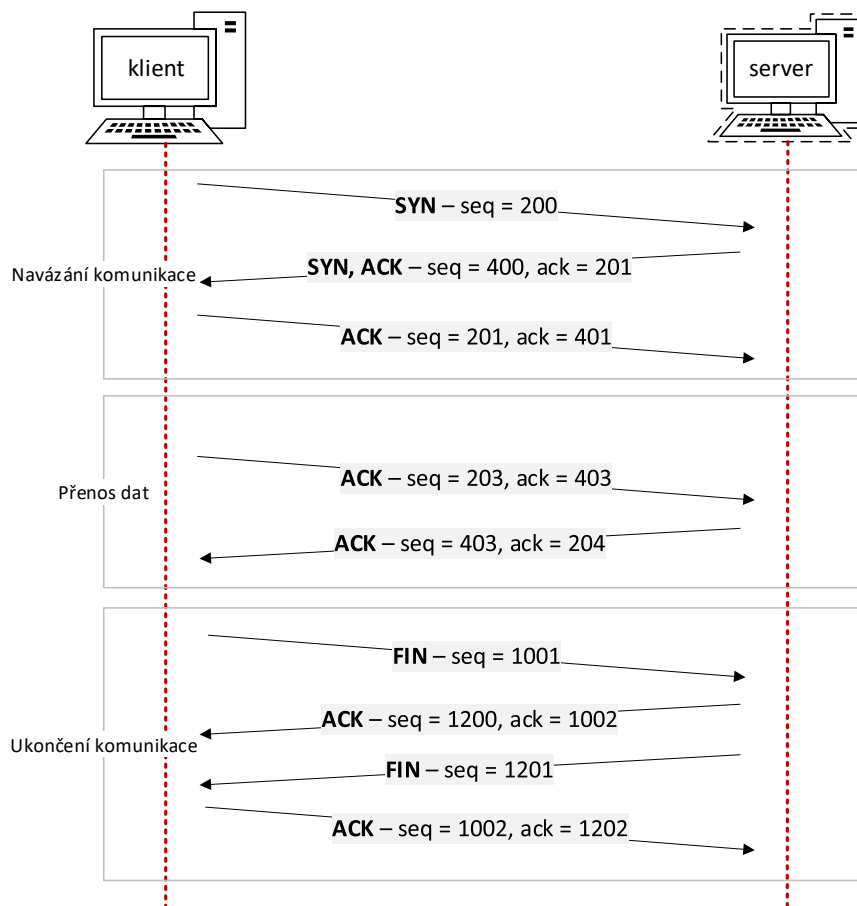 klient
server
SYN – seq = 200
SYN, ACK – seq = 400, ack = 201
Navázání komunikace
ACK – seq = 201, ack = 401
ACK – seq = 203, ack = 403
Přenos dat
ACK – seq = 403, ack = 204
FIN – seq = 1001
ACK – seq = 1200, ack = 1002
Ukončení komunikace
FIN – seq = 1201
ACK – seq = 1002, ack = 1202